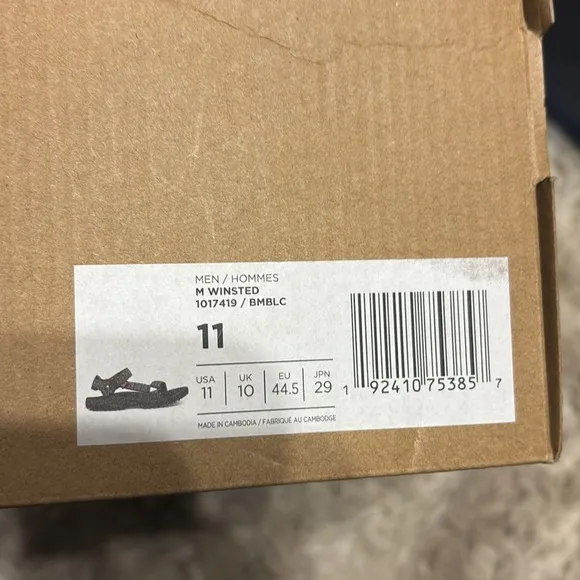 MEN / HOMMES
M WINSTED
1017419 / BMBLC
11
USA UK EU JPN
11 10 44.5 29
1 92410 75385 7
MADE IN CAMBODIA / FABRIQUÉ AU CAMBODGE